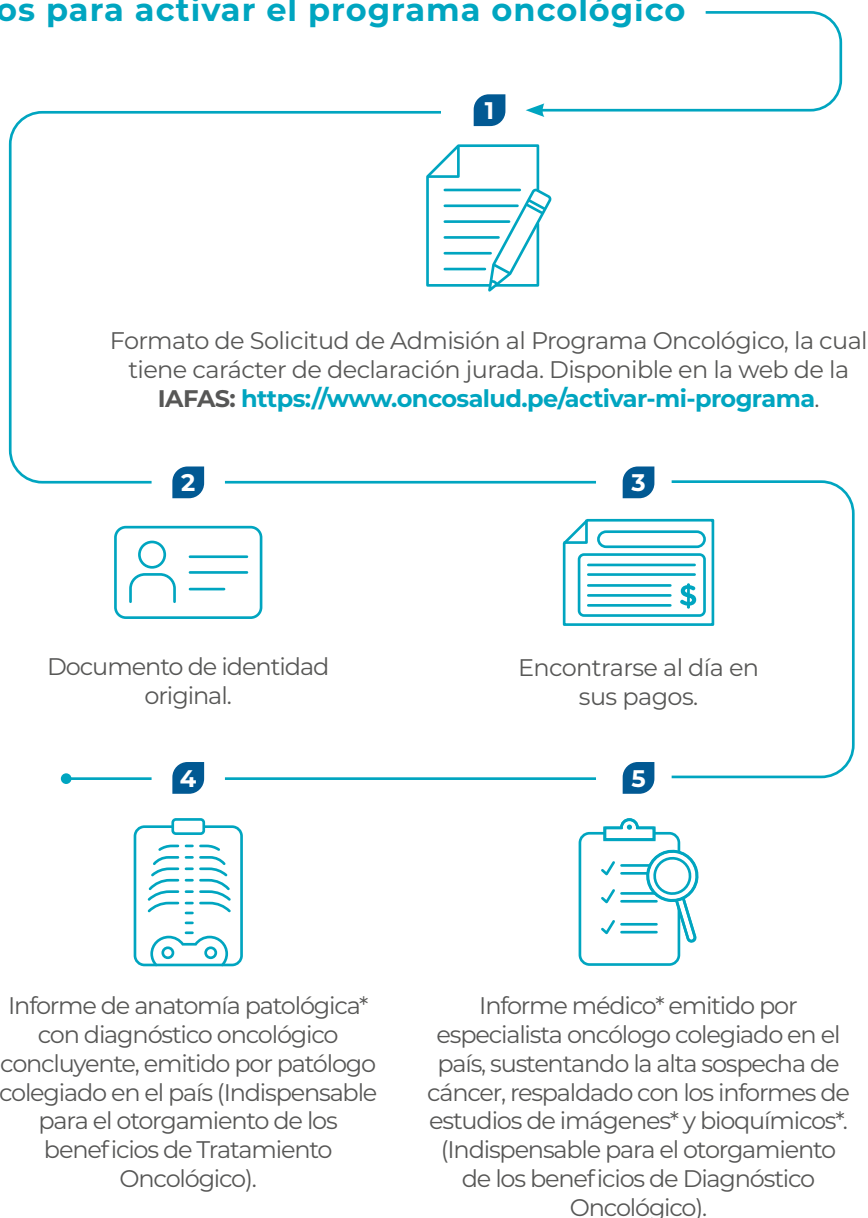 para activar el programa oncológico
1
Formato de Solicitud de Admisión al Programa Oncológico, la cual
tiene carácter de declaración jurada. Disponible en la web de la
IAFAS: https://www.oncosalud.pe/activar-mi-programa.
2
Documento de identidad
original.
3
$
Encontrarse al día en
sus pagos.
4
Informe de anatomía patológica*
con diagnóstico oncológico
concluyente, emitido por patólogo
colegiado en el país (Indispensable
para el otorgamiento de los
beneficios de Tratamiento
Oncológico).
5
Informe médico* emitido por
especialista oncólogo colegiado en el
país, sustentando la alta sospecha de
cáncer, respaldado con los informes de
estudios de imágenes* y bioquímicos*.
(Indispensable para el otorgamiento
de los beneficios de Diagnóstico
Oncológico).